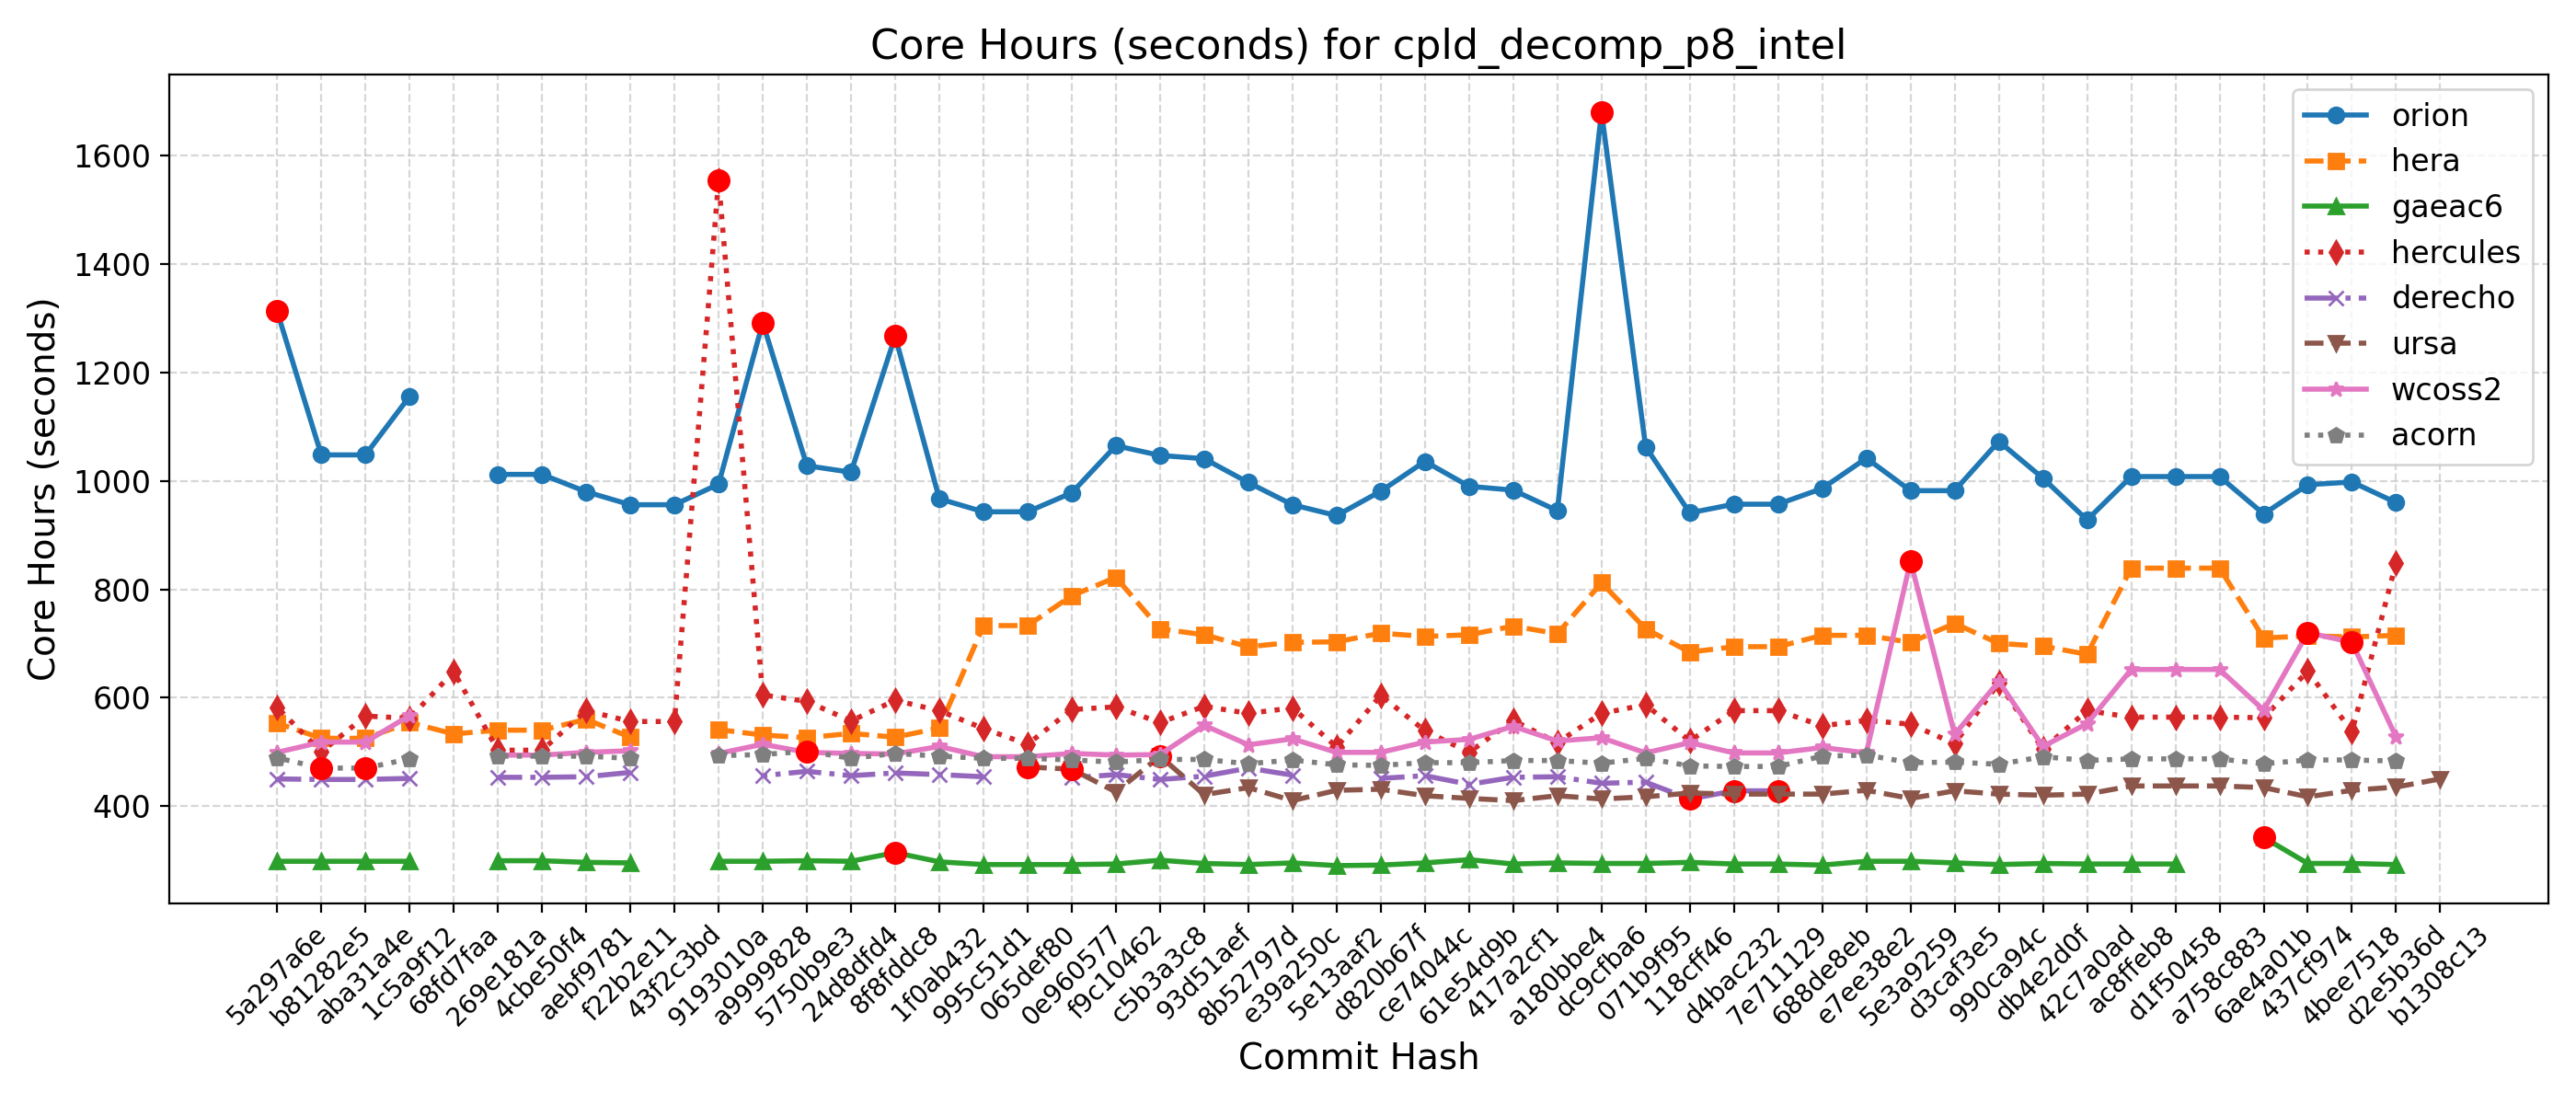 Core Hours (seconds) for cpld_decomp_p8_intel
Core Hours (seconds)
1600
1400
1200
1000
800
600
400
orion
hera
gaeac6
hercules
derecho
ursa
wcoss2
acorn
5a297a6e
b81282e5
aba31a4e
1c5a9f12
68fd7faa
269e181a
4cbe50f4
aebf9781
f22b2e11
43f2c3bd
9193010a
a9999828
5750b9e3
24d8dfd4
8f8fddc8
1f0ab432
995c51d1
065def80
0e960577
f9c10462
c5b3a3c8
93d51aef
8b52797d
e39a250c
5e13aaf2
d820b67f
ce74044c
61e54d9b
417a2cf1
a180bbe4
dc9cfba6
071b9f95
118cff46
d4bac232
7e711129
688dde8eb
e7ee38e2
5e3a9259
d3caf3e5
990ca94c
db4e2d0f
42c7a0ad
ac8ffeb8
d1f50458
a758c883
6ae4a01b
437cf974
4bee7518
d2e5b36d
b1308c13
Commit Hash